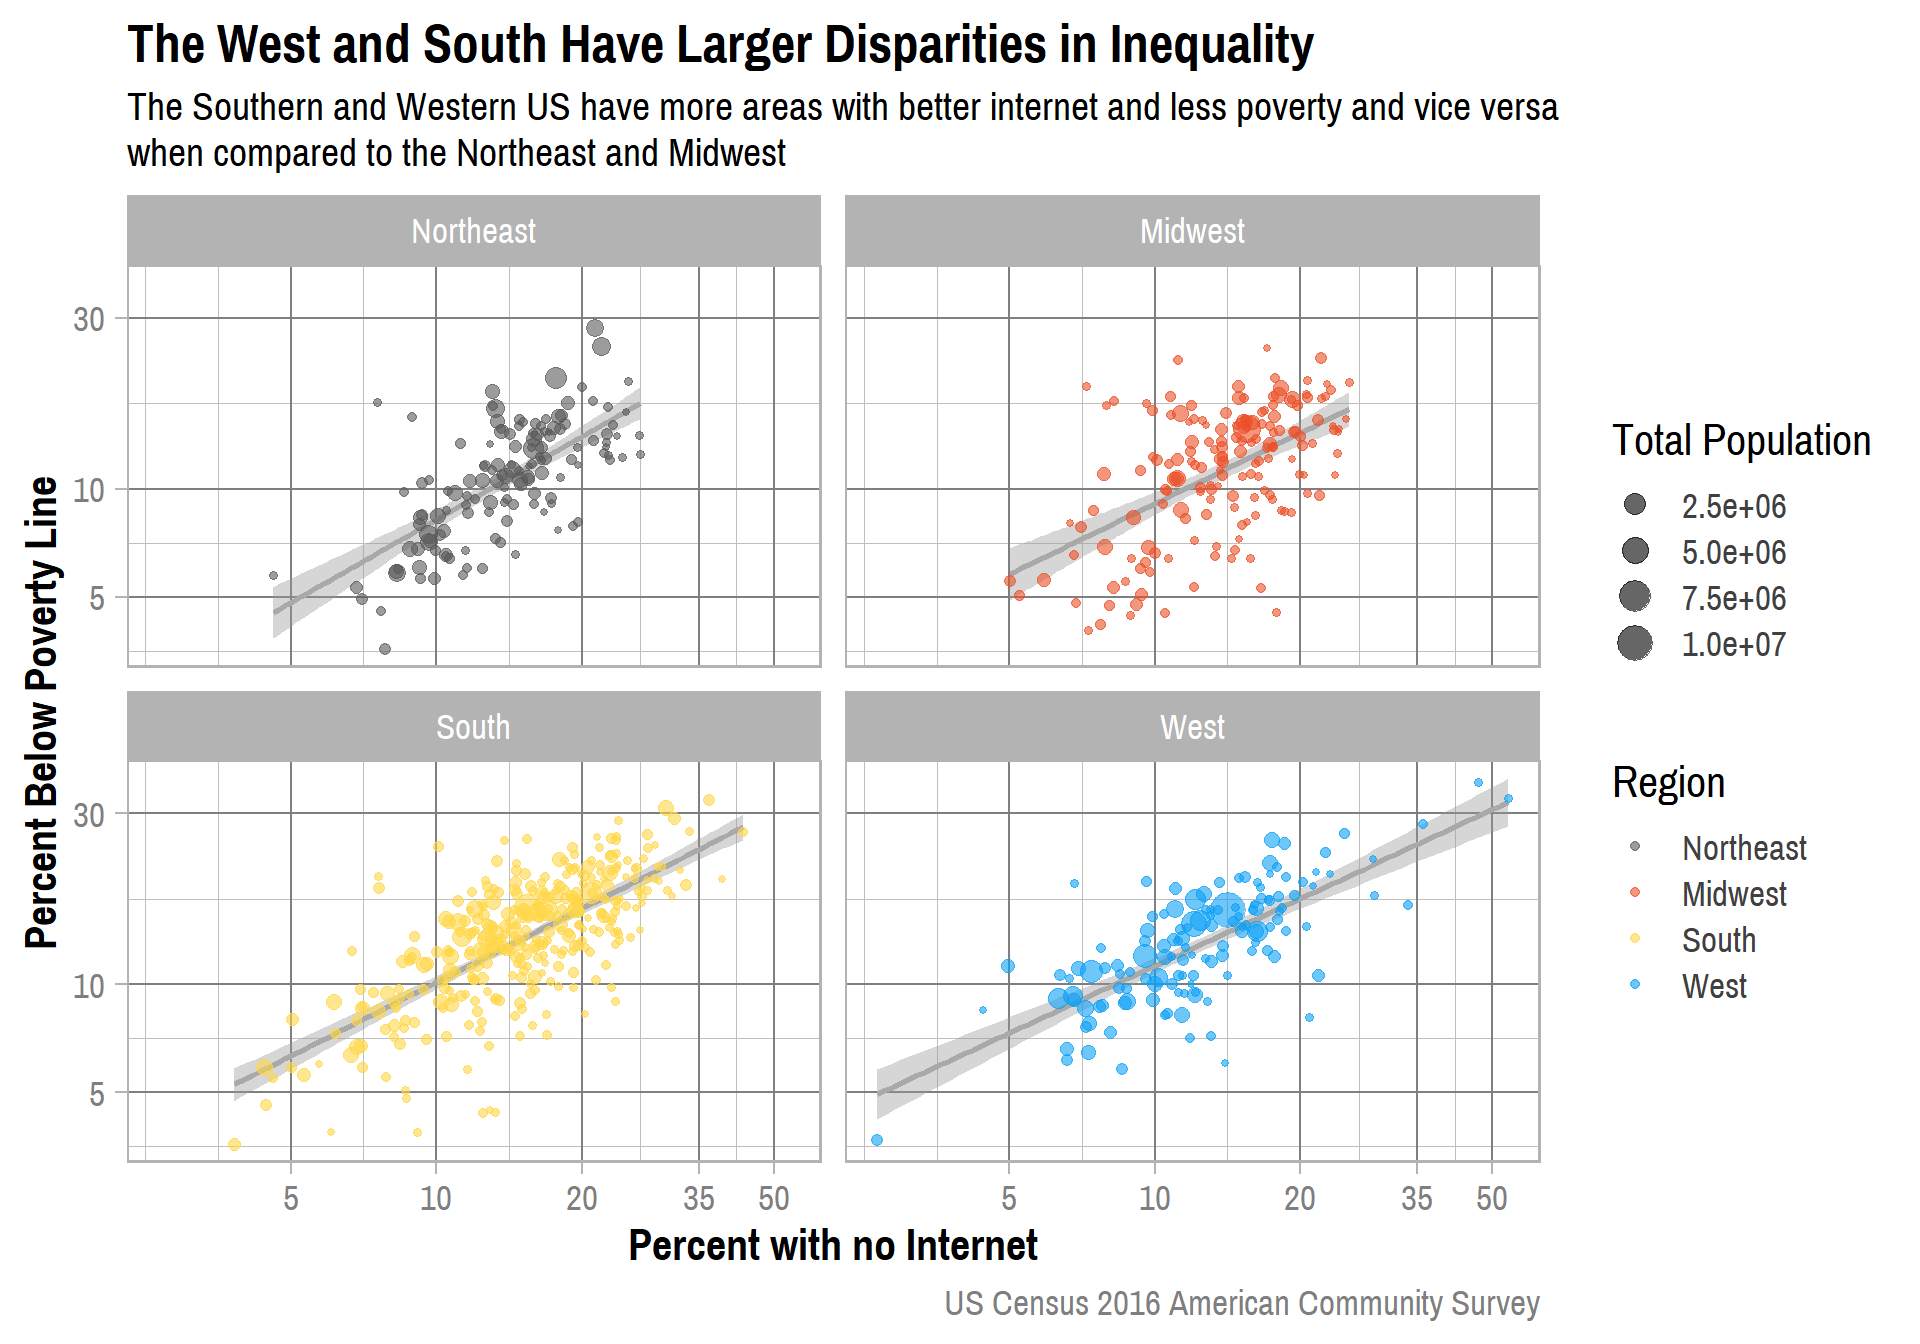 The West and South Have Larger Disparities in Inequality
The Southern and Western US have more areas with better internet and less poverty and vice versa
when compared to the Northeast and Midwest
Northeast
Midwest
30
10
5
South
West
30
10
5
5
10
20
35
50
5
10
20
35
50
Percent Below Poverty Line
Percent with no Internet
US Census 2016 American Community Survey
Total Population
2.5e+06
5.0e+06
7.5e+06
1.0e+07
Region
Northeast
Midwest
South
West